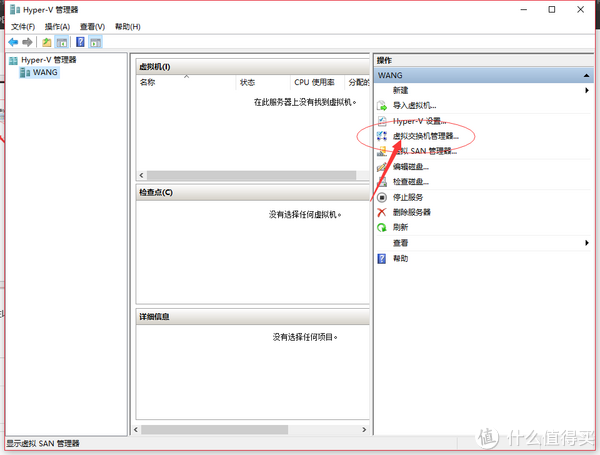 Hyper-V 管理器
文件(F) 操作(A) 查看(V) 帮助(H)
Hyper-V 管理器
WANG
虚拟机(I)
名称 状态 CPU 使用率 分配的
在此服务器上没有找到虚拟机。
检查点(C)
没有选择任何虚拟机。
详细信息
没有选择任何项目。
操作
WANG
新建
导入虚拟机...
Hyper-V 设置...
虚拟交换机管理器...
虚拟 SAN 管理器...
编辑磁盘...
检查磁盘...
停止服务
删除服务器
刷新
查看
帮助
显示虚拟 SAN 管理器
值 什么值得买